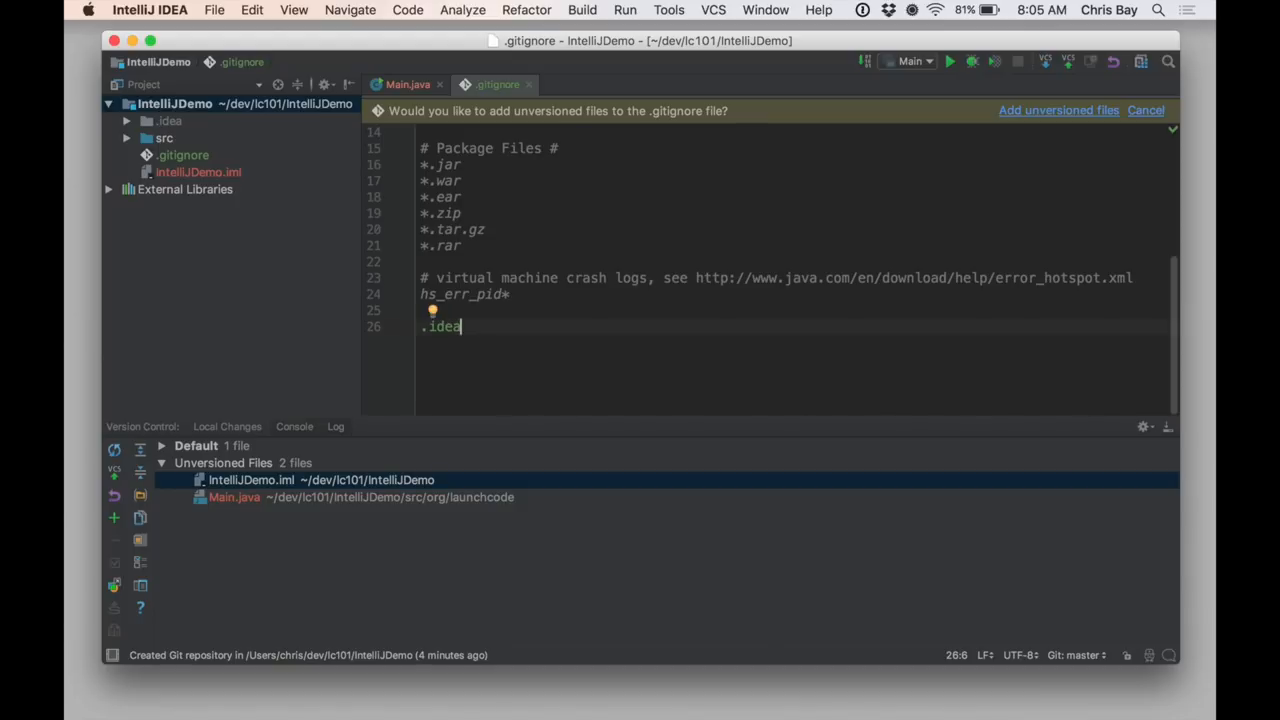 IntelliJ IDEA File Edit View Navigate Code Analyze Refactor Build Run Tools VCS Window Help 81% 8:05 AM Chris Bay
.gitignore - IntelliJDemo - [~/dev/lc101/IntelliJDemo]
IntelliJDemo .gitignore Main
Project
Main.java .gitignore
IntelliJDemo ~/dev/lc101/IntelliJDemo
.idea
src
.gitignore
IntelliJDemo.iml
External Libraries
Would you like to add unversioned files to the .gitignore file? Add unversioned files Cancel
14
15 # Package Files #
16 *.jar
17 *.war
18 *.ear
19 *.zip
20 *.tar.gz
21 *.rar
22
23 # virtual machine crash logs, see http://www.java.com/en/download/help/error_hotspot.xml
24 hs_err_pid*
25
26 .idea
Version Control: Local Changes Console Log
Default 1 file
Unversioned Files 2 files
IntelliJDemo.iml ~/dev/lc101/IntelliJDemo
Main.java ~/dev/lc101/IntelliJDemo/src/org/launchcode
Created Git repository in /Users/chris/dev/lc101/IntelliJDemo (4 minutes ago) 26:6 LF UTF-8 Git: master